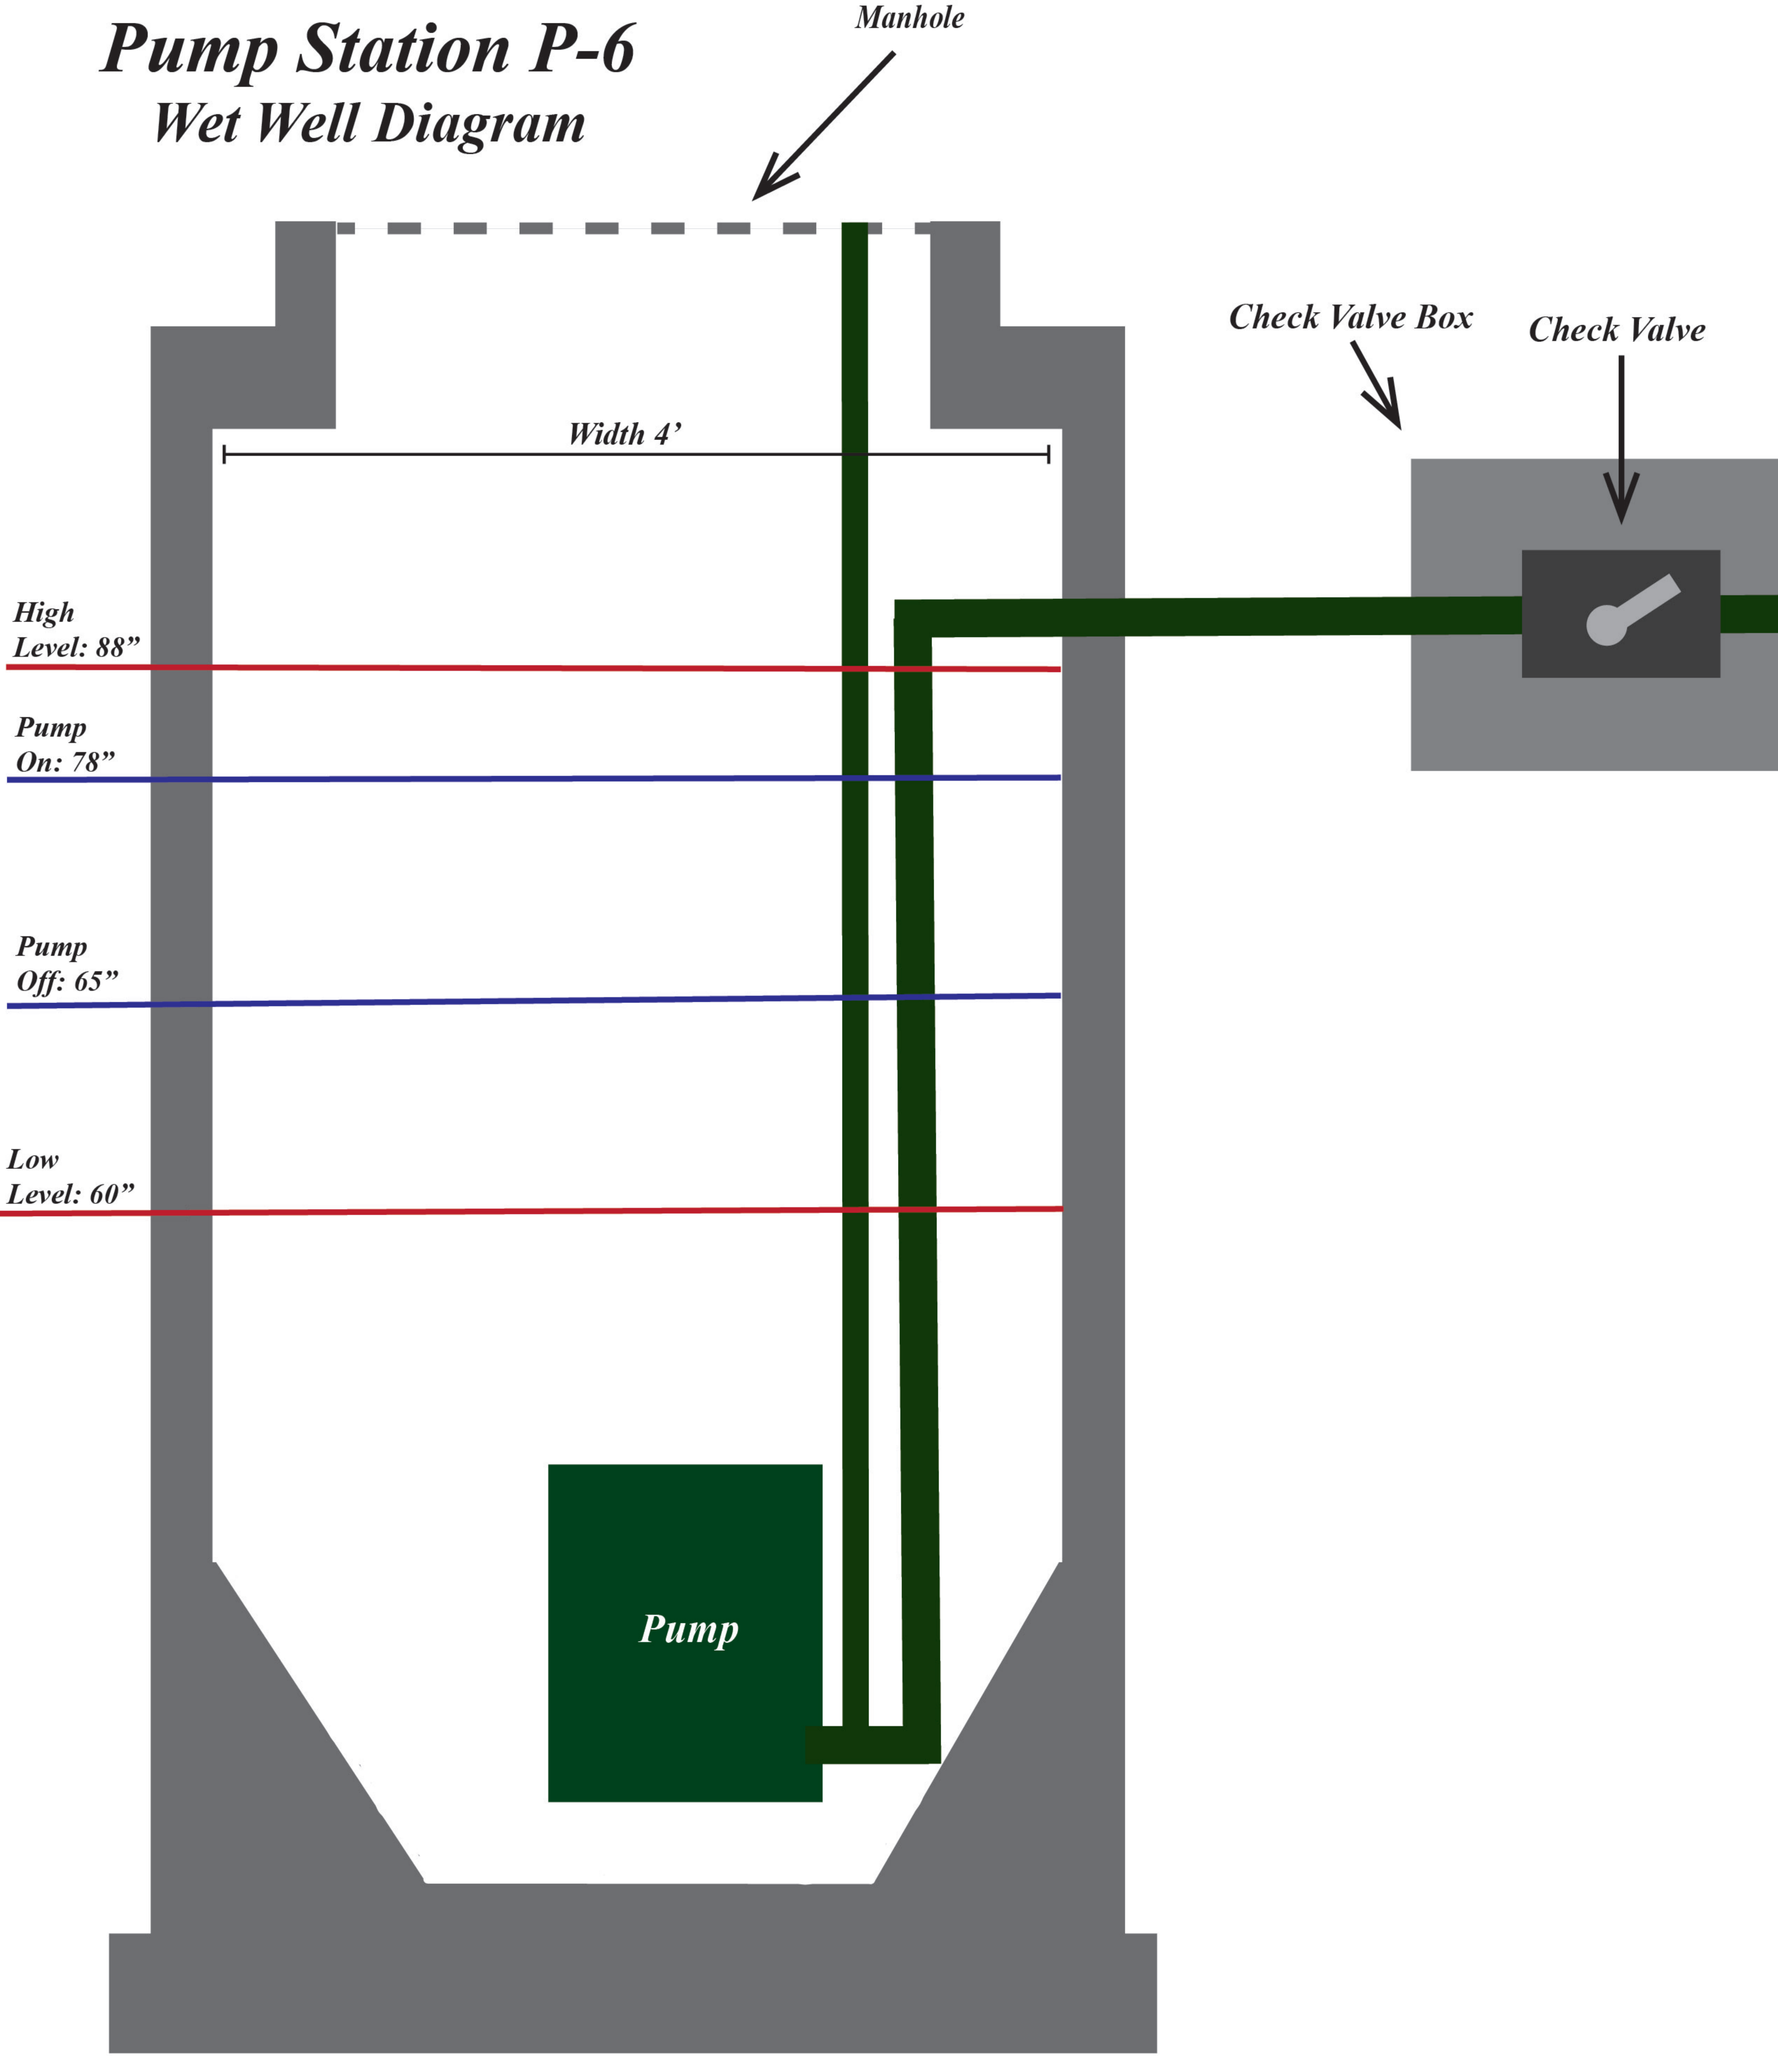 Pump Station P-6
Wet Well Diagram
Manhole
Check Valve Box
Check Valve
Width 4’
High
Level: 88”
Pump
On: 78”
Pump
Off: 65”
Low
Level: 60”
Pump